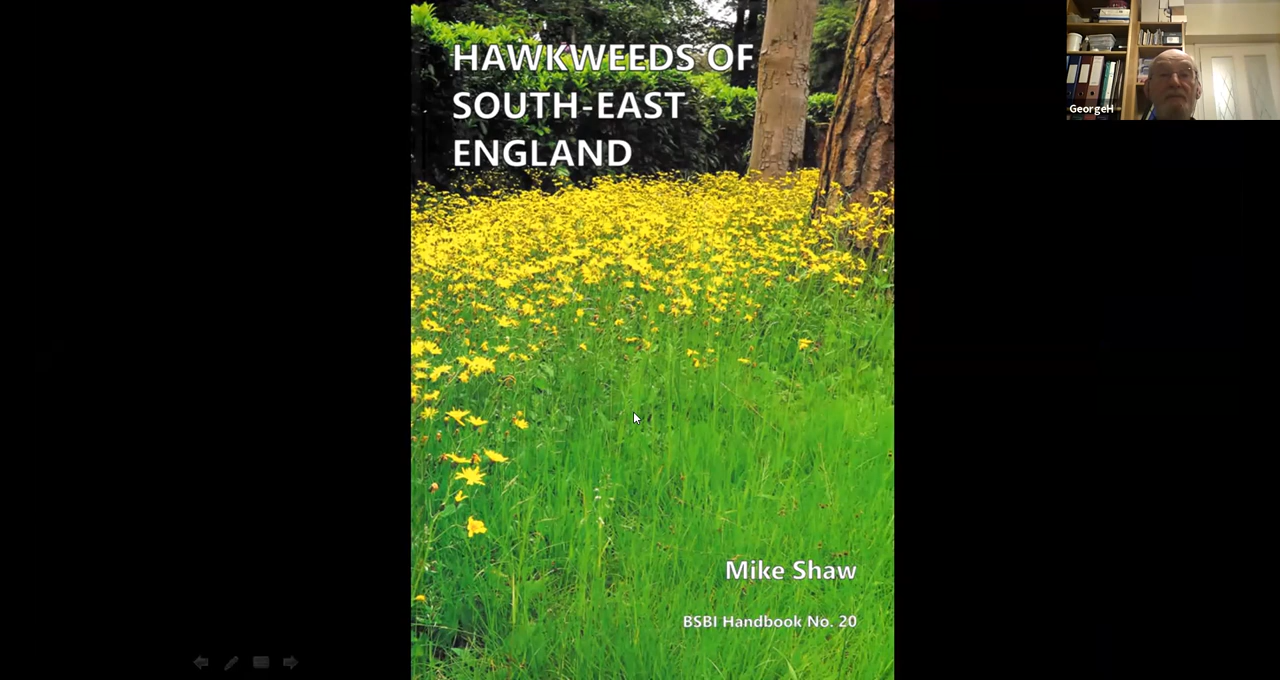 HAWKWEEDS OF
SOUTH-EAST
ENGLAND
GeorgeH
Mike Shaw
BSBI Handbook No. 20